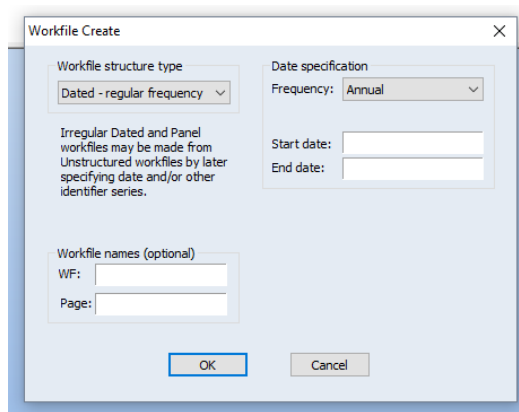 Workfile Create
Workfile structure type
Dated - regular frequency
Irregular Dated and Panel
workfiles may be made from
Unstructured workfiles by later
specifying date and/or other
identifier series.
Date specification
Frequency: Annual
Start date:
End date:
Workfile names (optional)
WF:
Page:
OK Cancel